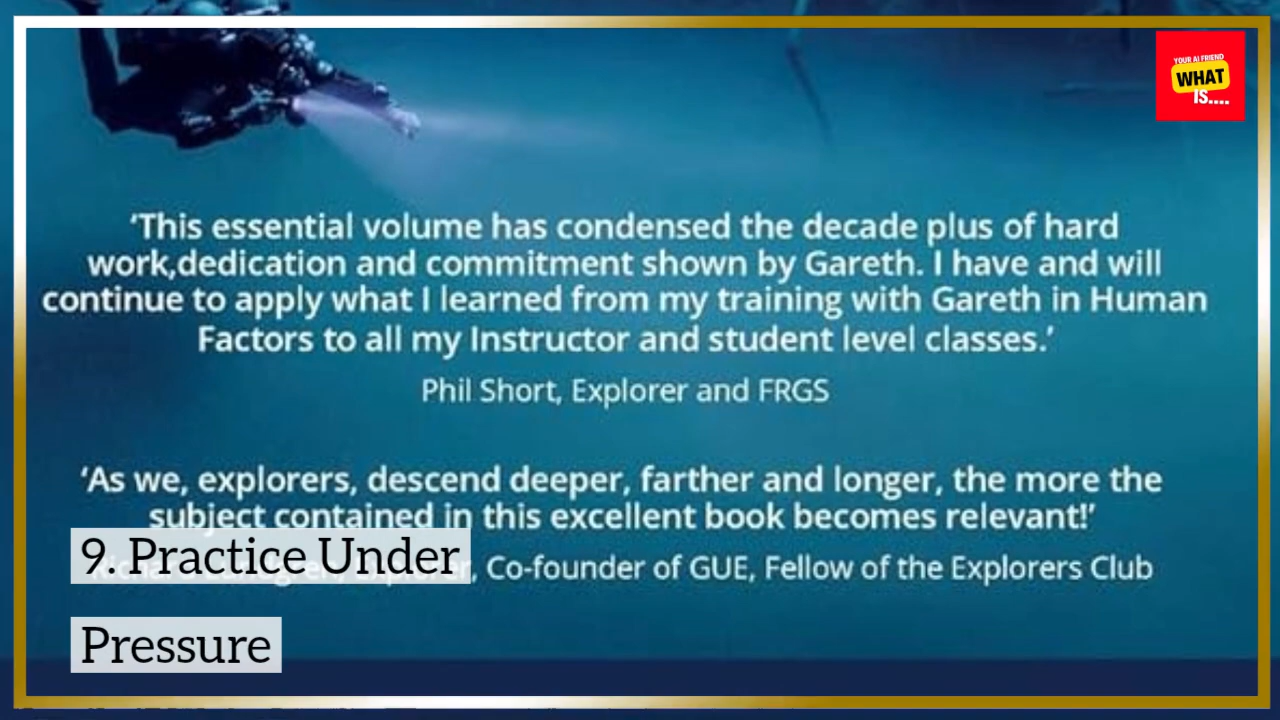 YOUR AI FRIEND
WHAT
IS....
‘This essential volume has condensed the decade plus of hard
work,dedication and commitment shown by Gareth. I have and will
continue to apply what I learned from my training with Gareth in Human
Factors to all my Instructor and student level classes.’
Phil Short, Explorer and FRGS
‘As we, explorers, descend deeper, farther and longer, the more the
subject contained in this excellent book becomes relevant!’
, Co-founder of GUE, Fellow of the Explorers Club
9. Practice Under
Pressure